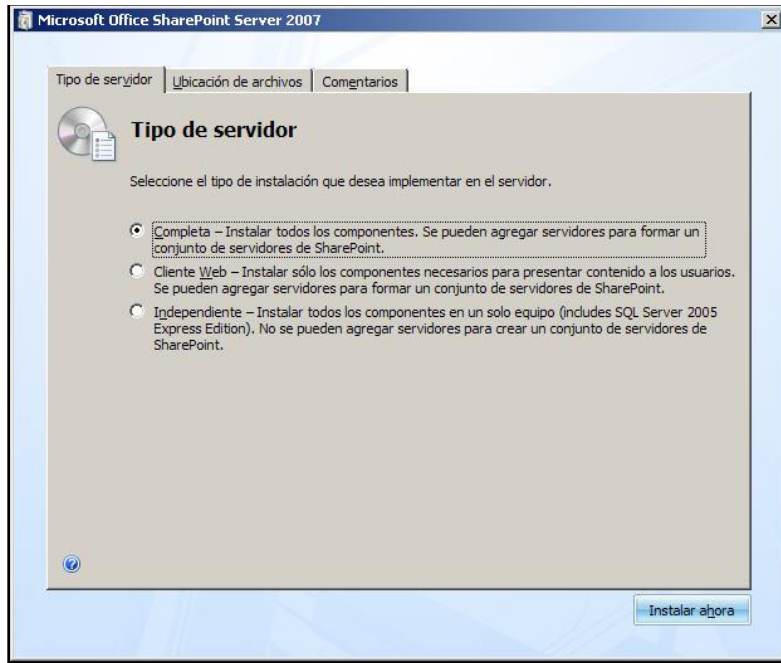 Microsoft Office SharePoint Server 2007
Tipo de servidor
Ubicación de archivos
Comentarios
Tipo de servidor
Seleccione el tipo de instalación que desea implementar en el servidor.
Completa – Instalar todos los componentes. Se pueden agregar servidores para formar un
conjunto de servidores de SharePoint.
Cliente Web – Instalar sólo los componentes necesarios para presentar contenido a los usuarios.
Se pueden agregar servidores para formar un conjunto de servidores de SharePoint.
Independiente – Instalar todos los componentes en un solo equipo (includes SQL Server 2005
Express Edition). No se pueden agregar servidores para crear un conjunto de servidores de
SharePoint.
Instalar ahora